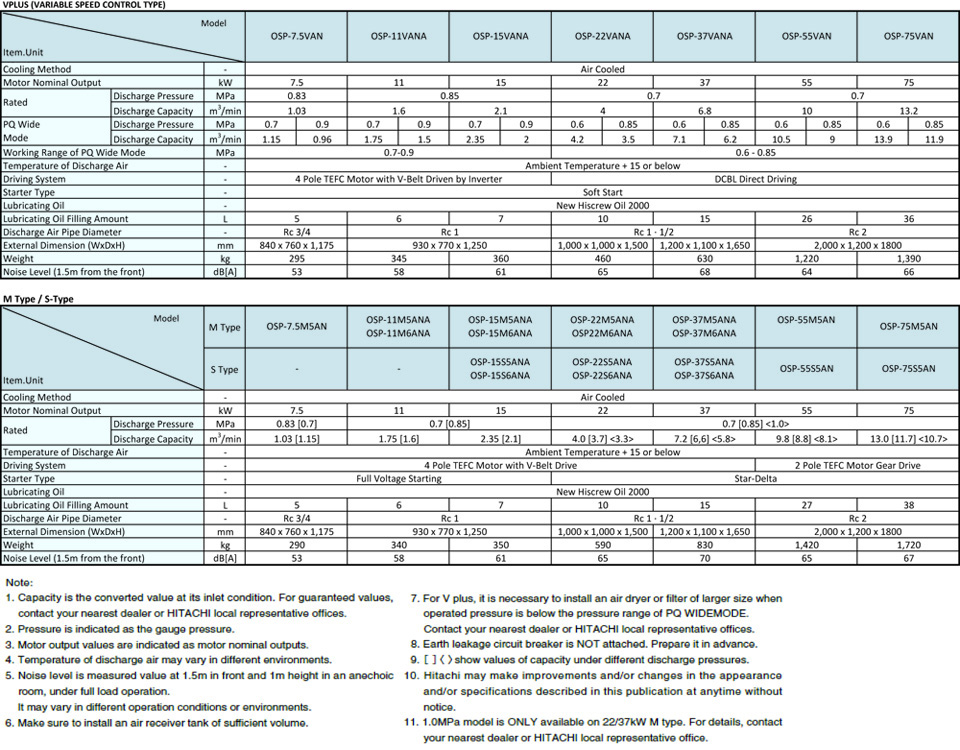 VPLUS (VARIABLE SPEED CONTROL TYPE)
Model
Item.Unit
OSP-7.5VAN OSP-11VANA OSP-15VANA OSP-22VANA OSP-37VANA OSP-55VAN OSP-75VAN
Cooling Method - Air Cooled
Motor Nominal Output kW 7.5 11 15 22 37 55 75
Rated Discharge Pressure MPa 0.83 0.85 0.7 0.7
Discharge Capacity m³/min 1.03 1.6 2.1 4 6.8 10 13.2
PQ Wide Discharge Pressure MPa 0.7 0.9 0.7 0.9 0.7 0.9 0.6 0.85 0.6 0.85 0.6 0.85 0.6 0.85
Mode Discharge Capacity m³/min 1.15 0.96 1.75 1.5 2.35 2 4.2 3.5 7.1 6.2 10.5 9 13.9 11.9
Working Range of PQ Wide Mode MPa 0.7-0.9 0.6 - 0.85
Temperature of Discharge Air - Ambient Temperature + 15 or below
Driving System - 4 Pole TEFC Motor with V-Belt Driven by Inverter DCBL Direct Driving
Starter Type - Soft Start
Lubricating Oil - New Hiscrew Oil 2000
Lubricating Oil Filling Amount L 5 6 7 10 15 26 36
Discharge Air Pipe Diameter - Rc 3/4 Rc 1 Rc 1 · 1/2 Rc 2
External Dimension (WxDxH) mm 840 x 760 x 1,175 930 x 770 x 1,250 1,000 x 1,000 x 1,500 1,200 x 1,100 x 1,650 2,000 x 1,200 x 1800
Weight kg 295 345 360 460 630 1,220 1,390
Noise Level (1.5m from the front) dB[A] 53 58 61 65 68 64 66
M Type / S-Type
Model
Item.Unit
M Type OSP-7.5M5AN OSP-11M5ANA OSP-15M5ANA OSP-22M5ANA OSP-37M5ANA OSP-55M5AN OSP-75M5AN
OSP-11M6ANA OSP-15M6ANA OSP22M6ANA OSP-37M6ANA
S Type - - OSP-15S5ANA OSP-22S5ANA OSP-37S5ANA OSP-55S5AN OSP-75S5AN
OSP-15S6ANA OSP-22S6ANA OSP-37S6ANA
Cooling Method - Air Cooled
Motor Nominal Output kW 7.5 11 15 22 37 55 75
Rated Discharge Pressure MPa 0.83 [0.7] 0.7 [0.85] 0.7 [0.85] <1.0>
Discharge Capacity m³/min 1.03 [1.15] 1.75 [1.6] 2.35 [2.1] 4.0 [3.7] <3.3> 7.2 [6,6] <5.8> 9.8 [8.8] <8.1> 13.0 [11.7] <10.7>
Temperature of Discharge Air - Ambient Temperature + 15 or below
Driving System - 4 Pole TEFC Motor with V-Belt Drive 2 Pole TEFC Motor Gear Drive
Starter Type - Full Voltage Starting Star-Delta
Lubricating Oil - New Hiscrew Oil 2000
Lubricating Oil Filling Amount L 5 6 7 10 15 27 38
Discharge Air Pipe Diameter - Rc 3/4 Rc 1 Rc 1 · 1/2 Rc 2
External Dimension (WxDxH) mm 840 x 760 x 1,175 930 x 770 x 1,250 1,000 x 1,000 x 1,500 1,200 x 1,100 x 1,650 2,000 x 1,200 x 1800
Weight kg 290 340 350 590 830 1,420 1,720
Noise Level (1.5m from the front) dB[A] 53 58 61 65 70 65 67
Note:
1. Capacity is the converted value at its inlet condition. For guaranteed values,
contact your nearest dealer or HITACHI local representative offices.
2. Pressure is indicated as the gauge pressure.
3. Motor output values are indicated as motor nominal outputs.
4. Temperature of discharge air may vary in different environments.
5. Noise level is measured value at 1.5m in front and 1m height in an anechoic
room, under full load operation.
It may vary in different operation conditions or environments.
6. Make sure to install an air receiver tank of sufficient volume.
7. For V plus, it is necessary to install an air dryer or filter of larger size when
operated pressure is below the pressure range of PQ WIDEMODE.
Contact your nearest dealer or HITACHI local representative offices.
8. Earth leakage circuit breaker is NOT attached. Prepare it in advance.
9. [ ] ⟨ ⟩ show values of capacity under different discharge pressures.
10. Hitachi may make improvements and/or changes in the appearance
and/or specifications described in this publication at anytime without
notice.
11. 1.0MPa model is ONLY available on 22/37kW M type. For details, contact
your nearest dealer or HITACHI local representative office.